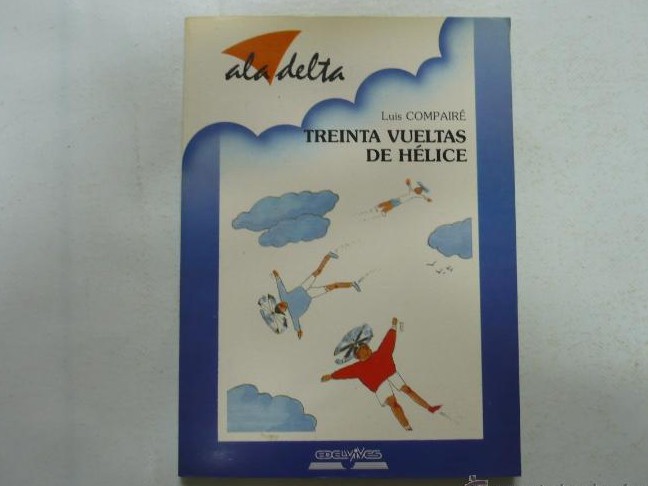 ala delta
Luis COMPAIRÉ
TREINTA VUELTAS
DE HÉLICE
EDELVIVES